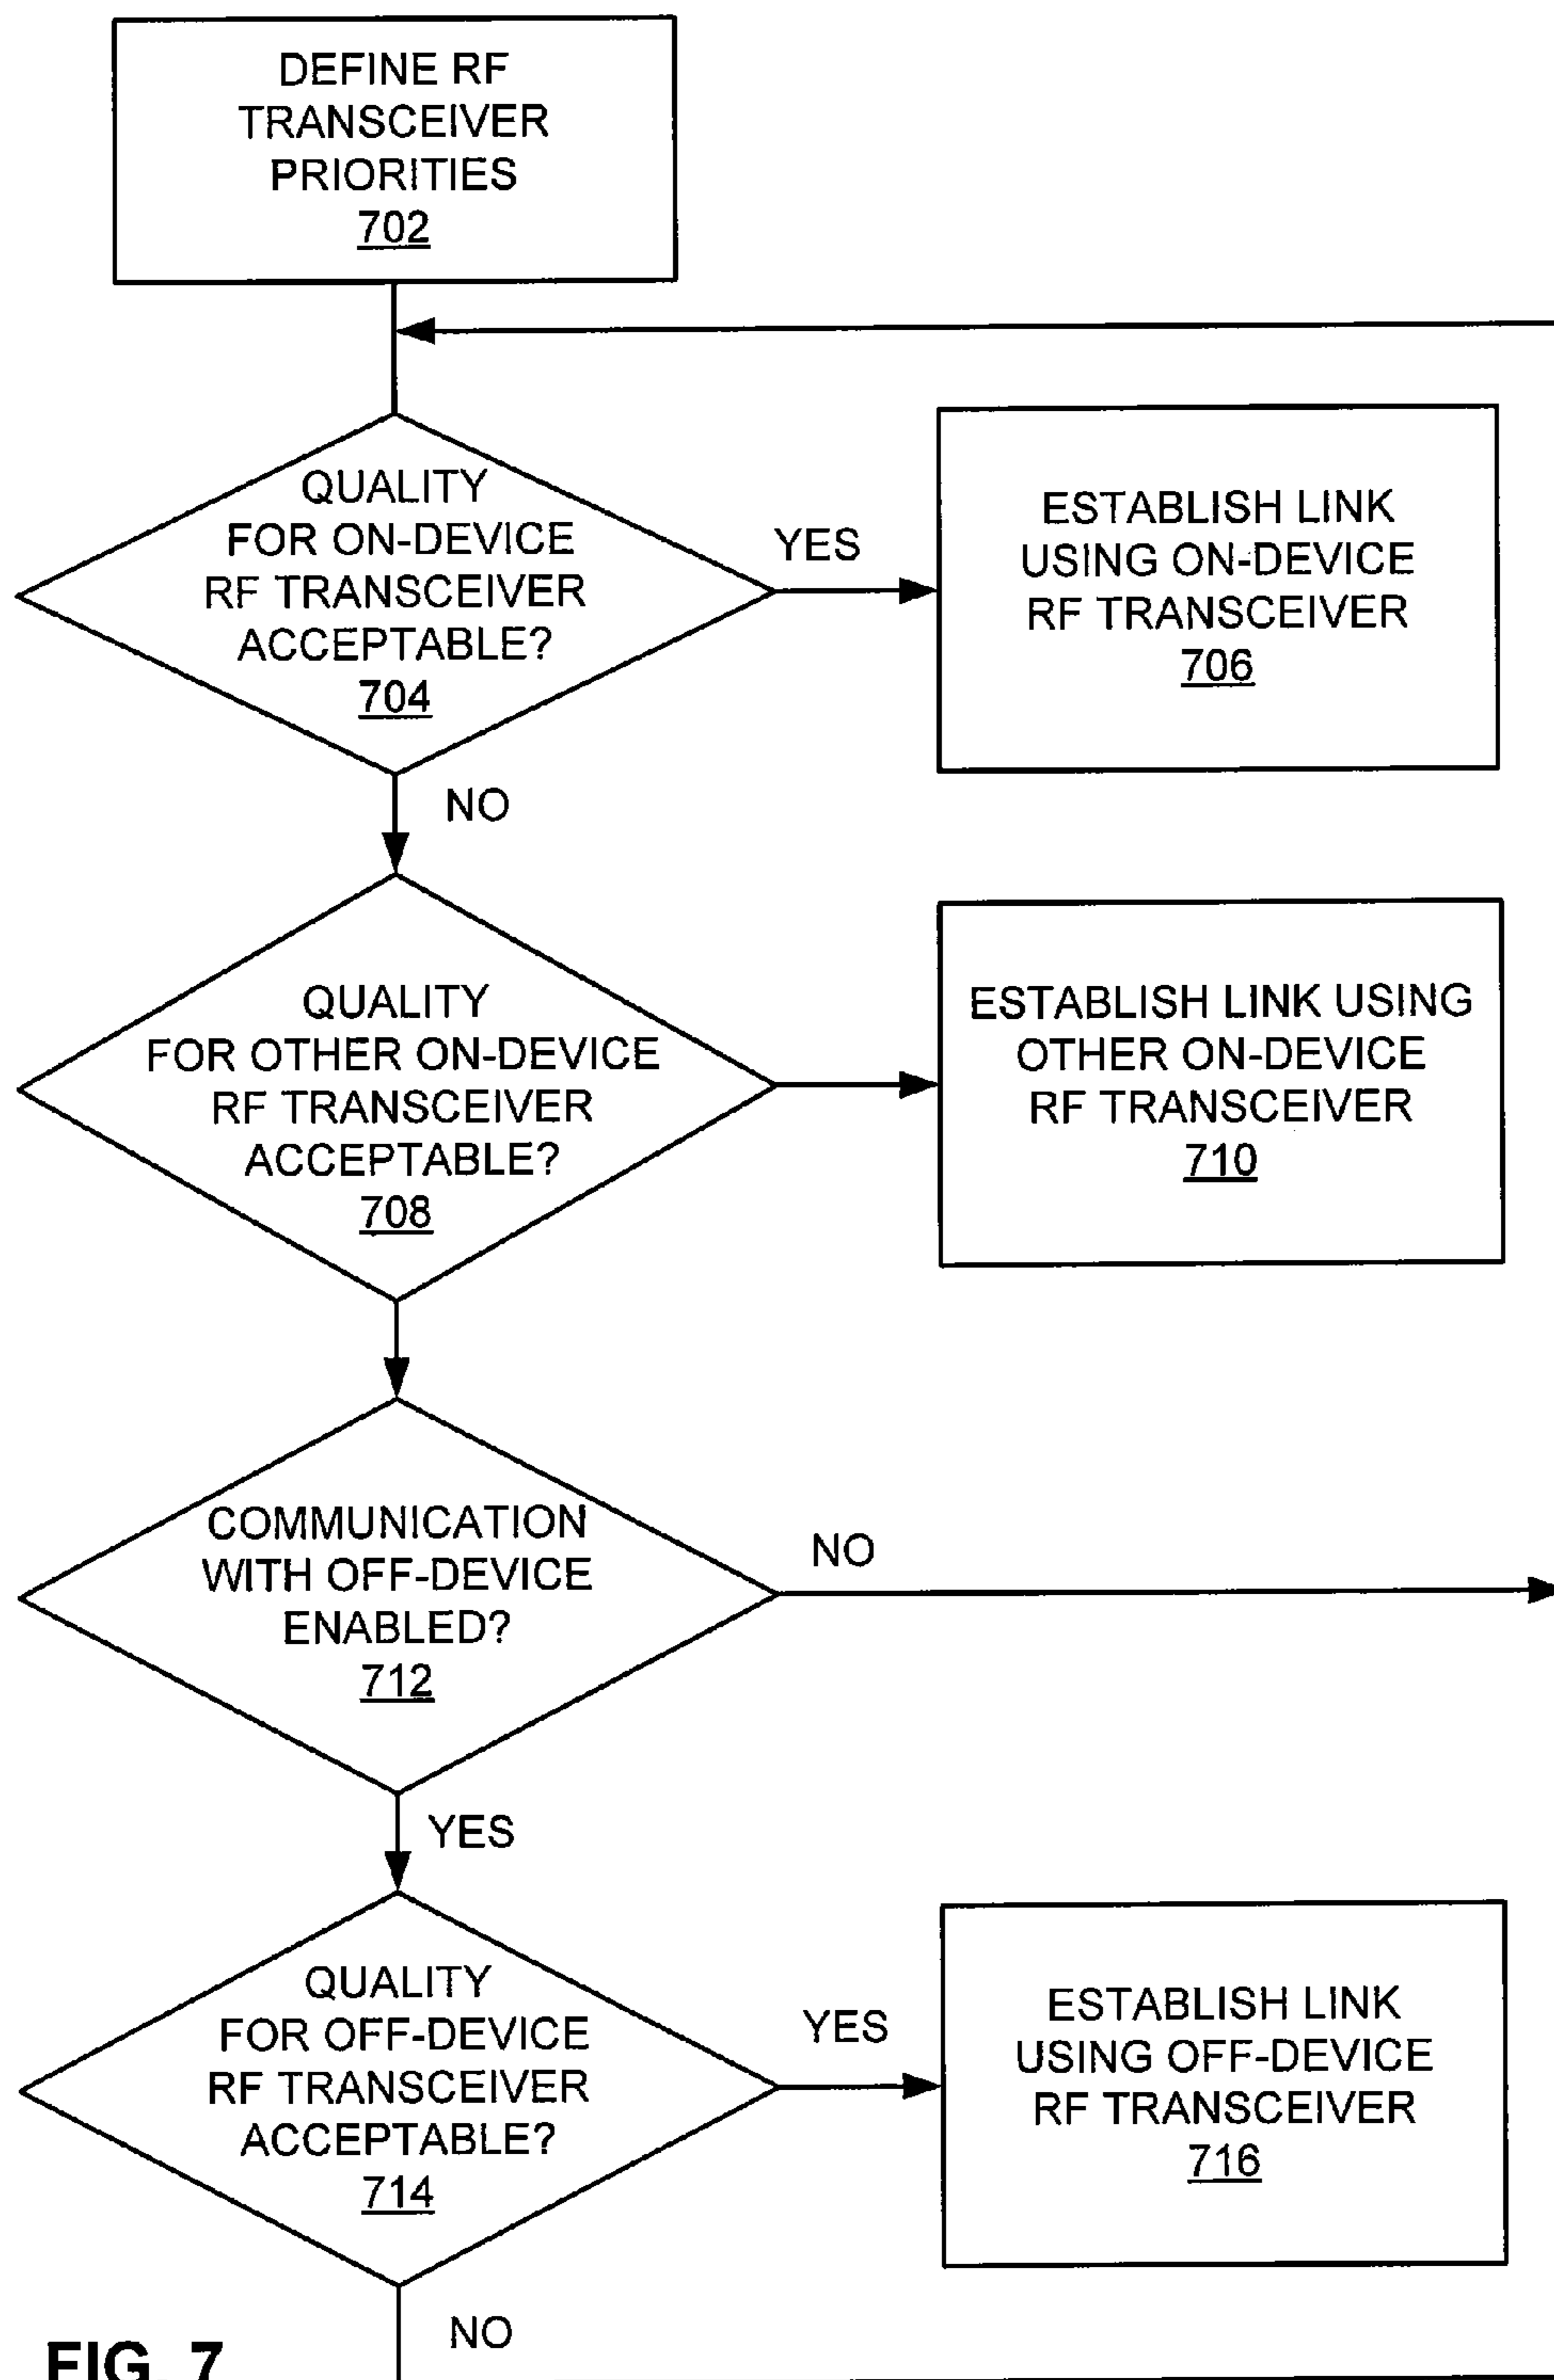 DEFINE RF
TRANSCEIVER
PRIORITIES
702
QUALITY
FOR ON-DEVICE
RF TRANSCEIVER
ACCEPTABLE?
704
YES
ESTABLISH LINK
USING ON-DEVICE
RF TRANSCEIVER
706
NO
QUALITY
FOR OTHER ON-DEVICE
RF TRANSCEIVER
ACCEPTABLE?
708
ESTABLISH LINK USING
OTHER ON-DEVICE
RF TRANSCEIVER
710
COMMUNICATION
WITH OFF-DEVICE
ENABLED?
712
NO
YES
QUALITY
FOR OFF-DEVICE
RF TRANSCEIVER
ACCEPTABLE?
714
YES
ESTABLISH LINK
USING OFF-DEVICE
RF TRANSCEIVER
716
NO
FIG. 7